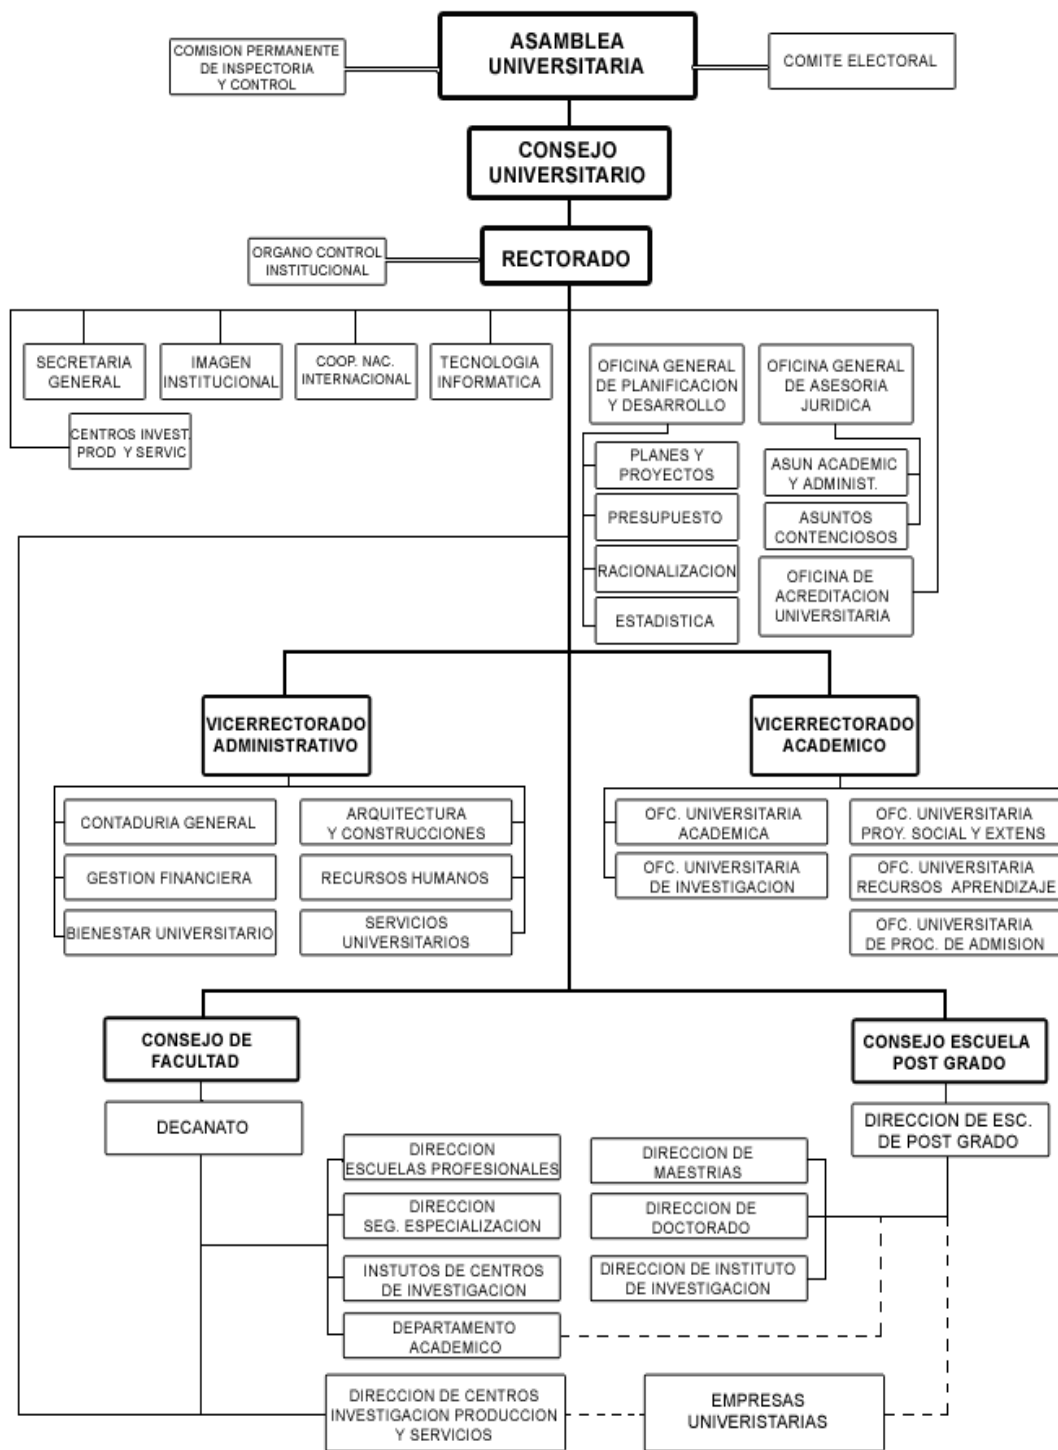 COMISION PERMANENTE
DE INSPECTORIA
Y CONTROL
ASAMBLEA
UNIVERSITARIA
COMITE ELECTORAL
CONSEJO
UNIVERSITARIO
ORGANO CONTROL
INSTITUCIONAL
RECTORADO
SECRETARIA
GENERAL
IMAGEN
INSTITUCIONAL
COOP. NAC.
INTERNACIONAL
TECNOLOGIA
INFORMATICA
OFICINA GENERAL
DE PLANIFICACION
Y DESARROLLO
OFICINA GENERAL
DE ASESORIA
JURIDICA
CENTROS INVEST.
PROD Y SERVIC
PLANES Y
PROYECTOS
PRESUPUESTO
RACIONALIZACION
ESTADISTICA
ASUN ACADEMIC
Y ADMINIST.
ASUNTOS
CONTENCIOSOS
OFICINA DE
ACREDITACION
UNIVERSITARIA
VICERRECTORADO
ADMINISTRATIVO
VICERRECTORADO
ACADEMICO
CONTADURIA GENERAL
GESTION FINANCIERA
BIENESTAR UNIVERSITARIO
ARQUITECTURA
Y CONSTRUCCIONES
RECURSOS HUMANOS
SERVICIOS
UNIVERSITARIOS
OFC. UNIVERSITARIA
ACADEMICA
OFC. UNIVERSITARIA
DE INVESTIGACION
OFC. UNIVERSITARIA
PROY. SOCIAL Y EXTENS
OFC. UNIVERSITARIA
RECURSOS APRENDIZAJE
OFC. UNIVERSITARIA
DE PROC. DE ADMISION
CONSEJO DE
FACULTAD
CONSEJO ESCUELA
POST GRADO
DECANATO
DIRECCION DE ESC.
DE POST GRADO
DIRECCION
ESCUELAS PROFESIONALES
DIRECCION
SEG. ESPECIALIZACION
INSTUTOS DE CENTROS
DE INVESTIGACION
DEPARTAMENTO
ACADEMICO
DIRECCION DE
MAESTRIAS
DIRECCION DE
DOCTORADO
DIRECCION DE INSTITUTO
DE INVESTIGACION
DIRECCION DE CENTROS
INVESTIGACION PRODUCCION
Y SERVICIOS
EMPRESAS
UNIVERISTARIAS